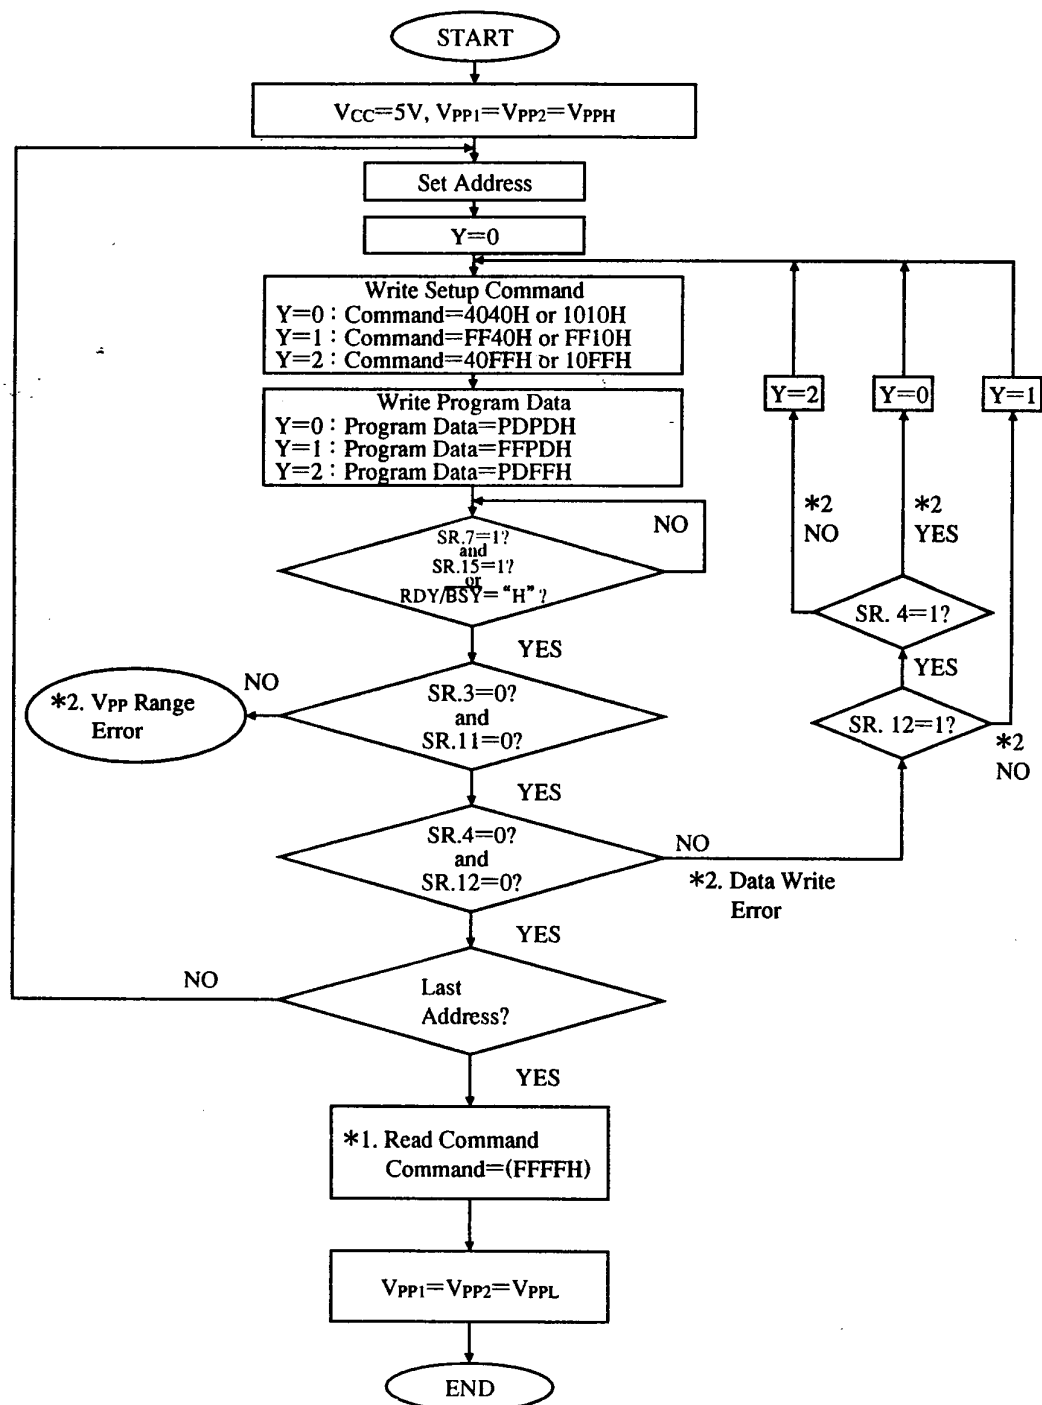 START
VCC=5V, VPP1=VPP2=VPPH
Set Address
Y=0
Write Setup Command
Y=0 : Command=4040H or 1010H
Y=1 : Command=FF40H or FF10H
Y=2 : Command=40FFH or 10FFH
Y=2
Y=0
Y=1
Write Program Data
Y=0 : Program Data=PDPDH
Y=1 : Program Data=FFPDH
Y=2 : Program Data=PDFFH
NO
*2
NO
*2
YES
SR.7=1?
and
SR.15=1?
or
RDY/BSY= “H” ?
SR. 4=1?
YES
YES
NO
*2. VPP Range
Error
SR.3=0?
and
SR.11=0?
SR. 12=1?
*2
NO
YES
SR.4=0?
and
SR.12=0?
NO
*2. Data Write
Error
YES
NO
Last
Address?
YES
*1. Read Command
Command=(FFFFH)
VPP1=VPP2=VPPL
END